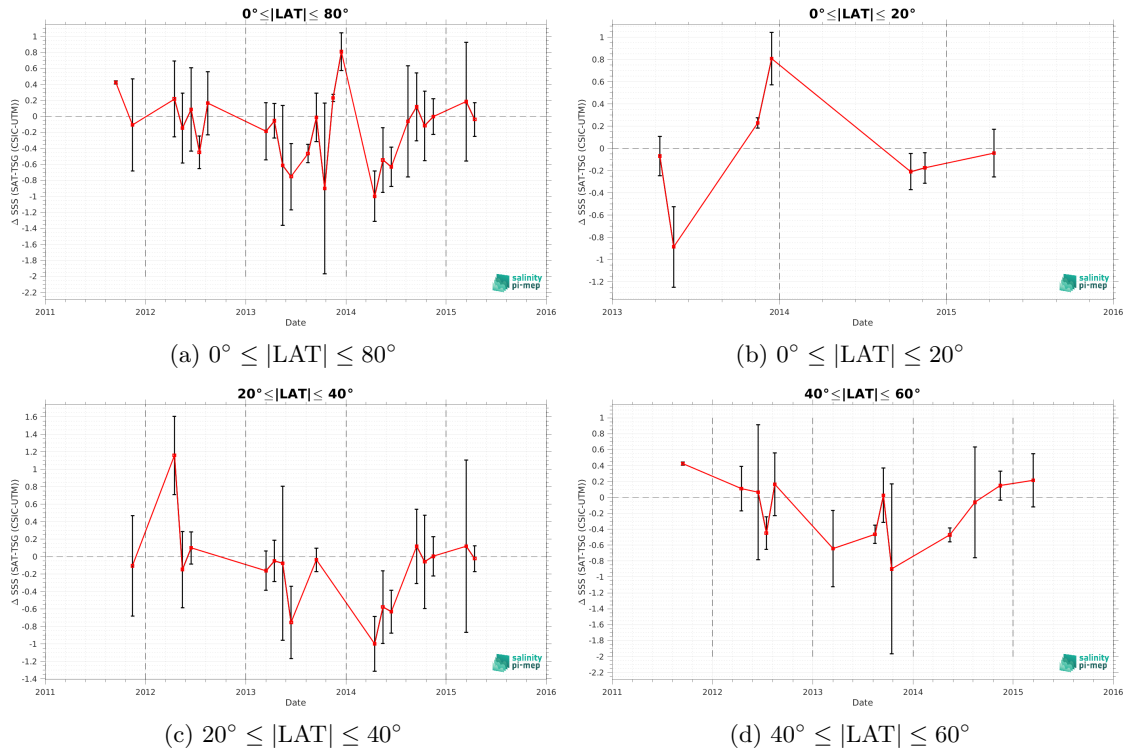 0°≤|LAT|≤ 80°
1
0.8
0.6
0.4
0.2
0
-0.2
-0.4
-0.6
-0.8
-1
-1.2
-1.4
-1.6
-1.8
-2
-2.2
Δ SSS (SAT-TSG (CSIC-UTM))
2011 2012 2013 2014 2015 2016
Date
salinity
pi-mep
(a) 0° ≤ |LAT| ≤ 80°
0°≤|LAT|≤ 20°
1
0.8
0.6
0.4
0.2
0
-0.2
-0.4
-0.6
-0.8
-1
-1.2
Δ SSS (SAT-TSG (CSIC-UTM))
2013 2014 2015 2016
Date
salinity
pi-mep
(b) 0° ≤ |LAT| ≤ 20°
20°≤|LAT|≤ 40°
1.6
1.4
1.2
1
0.8
0.6
0.4
0.2
0
-0.2
-0.4
-0.6
-0.8
-1
-1.2
-1.4
Δ SSS (SAT-TSG (CSIC-UTM))
2011 2012 2013 2014 2015 2016
Date
salinity
pi-mep
(c) 20° ≤ |LAT| ≤ 40°
40°≤|LAT|≤ 60°
1
0.8
0.6
0.4
0.2
0
-0.2
-0.4
-0.6
-0.8
-1
-1.2
-1.4
-1.6
-1.8
-2
-2.2
Δ SSS (SAT-TSG (CSIC-UTM))
2011 2012 2013 2014 2015 2016
Date
salinity
pi-mep
(d) 40° ≤ |LAT| ≤ 60°